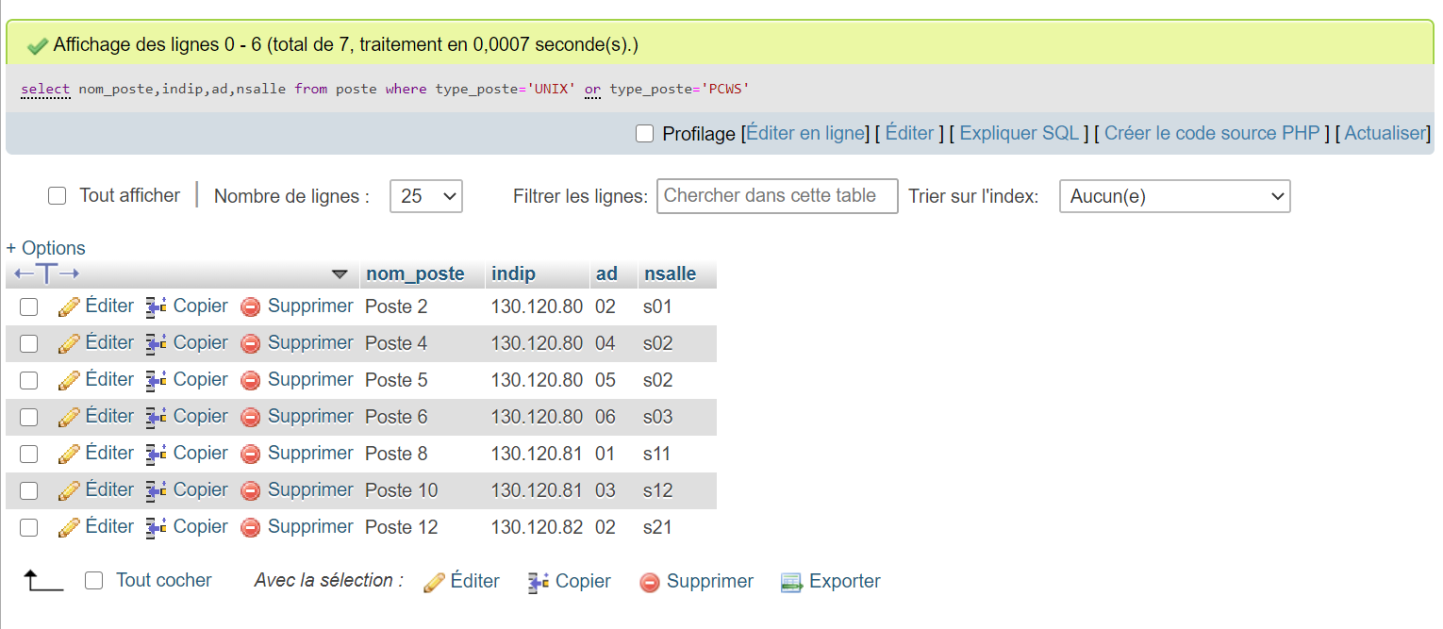 Affichage des lignes 0 - 6 (total de 7, traitement en 0,0007 seconde(s).)
select nom_poste,indip,ad,nsalle from poste where type_poste='UNIX' or type_poste='PCWS'
Profilage [Éditer en ligne] [ Éditer ] [ Expliquer SQL ] [ Créer le code source PHP ] [ Actualiser]
Tout afficher Nombre de lignes : 25 Filtrer les lignes: Chercher dans cette table Trier sur l'index: Aucun(e)
+ Options
←T→ nom_poste indip ad nsalle
Éditer Copier Supprimer Poste 2 130.120.80 02 s01
Éditer Copier Supprimer Poste 4 130.120.80 04 s02
Éditer Copier Supprimer Poste 5 130.120.80 05 s02
Éditer Copier Supprimer Poste 6 130.120.80 06 s03
Éditer Copier Supprimer Poste 8 130.120.81 01 s11
Éditer Copier Supprimer Poste 10 130.120.81 03 s12
Éditer Copier Supprimer Poste 12 130.120.82 02 s21
Tout cocher Avec la sélection : Éditer Copier Supprimer Exporter